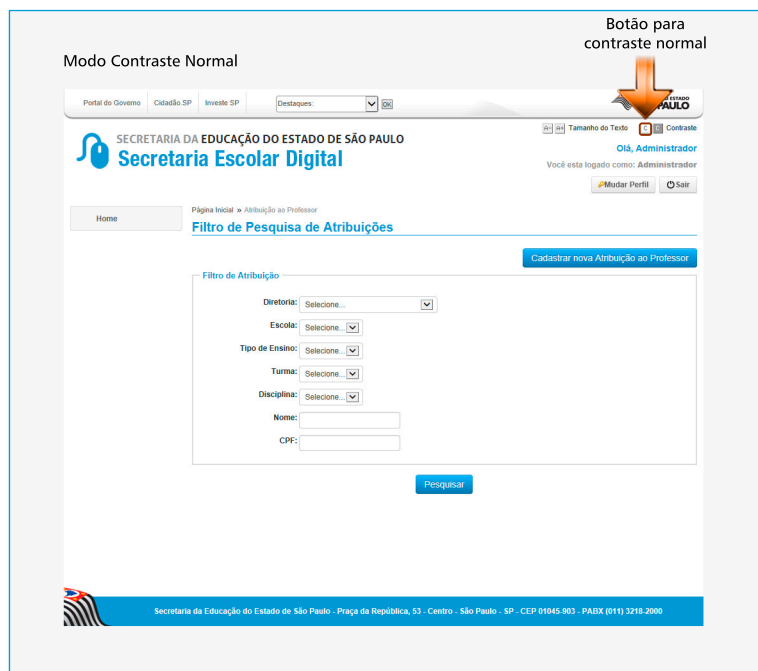 Botão para
contraste normal
Modo Contraste Normal
Portal do Governo Cidadão.SP Investe SP Destaques: OK
PAULO
A- A+ Tamanho do Texto C C Contraste
SECRETARIA DA EDUCAÇÃO DO ESTADO DE SÃO PAULO
Secretaria Escolar Digital
Olá, Administrador
Você esta logado como: Administrador
Mudar Perfil Sair
Home
Página Inicial » Atribuição ao Professor
Filtro de Pesquisa de Atribuições
Cadastrar nova Atribuição ao Professor
Filtro de Atribuição
Diretoria: Selecione...
Escola: Selecione...
Tipo de Ensino: Selecione...
Turma: Selecione...
Disciplina: Selecione...
Nome:
CPF:
Pesquisar
Secretaria da Educação do Estado de São Paulo - Praça da República, 53 - Centro - São Paulo - SP - CEP 01045-903 - PABX (011) 3218-2000